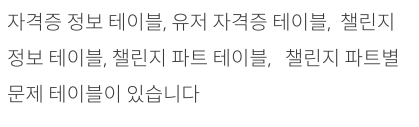 자격증 정보 테이블, 유저 자격증 테이블, 챌린지
정보 테이블, 챌린지 파트 테이블, 챌린지 파트별
문제 테이블이 있습니다